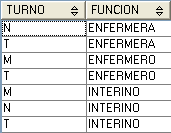 TURNO FUNCION
N ENFERMERA
T ENFERMERA
M ENFERMERO
T ENFERMERO
M INTERINO
N INTERINO
T INTERINO